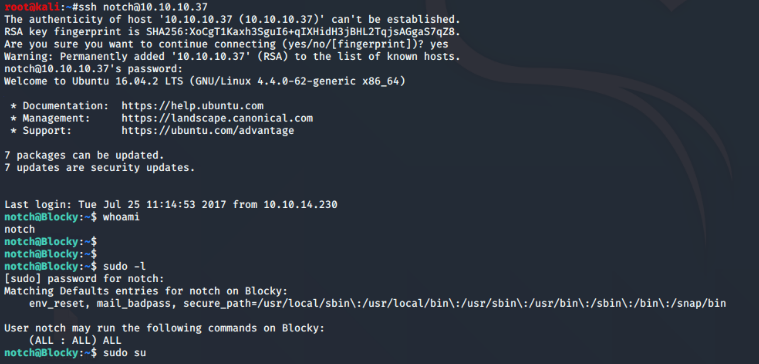 root@kali:~#ssh notch@10.10.10.37
The authenticity of host '10.10.10.37 (10.10.10.37)' can't be established.
RSA key fingerprint is SHA256:XoCgT1Kaxh3SguI6+qIXHidH3jBHL2TqjsAGgaS7qZ8.
Are you sure you want to continue connecting (yes/no/[fingerprint])? yes
Warning: Permanently added '10.10.10.37' (RSA) to the list of known hosts.
notch@10.10.10.37's password:
Welcome to Ubuntu 16.04.2 LTS (GNU/Linux 4.4.0-62-generic x86_64)
* Documentation:  https://help.ubuntu.com
* Management:     https://landscape.canonical.com
* Support:        https://ubuntu.com/advantage
7 packages can be updated.
7 updates are security updates.
Last login: Tue Jul 25 11:14:53 2017 from 10.10.14.230
notch@Blocky:~$ whoami
notch
notch@Blocky:~$
notch@Blocky:~$
notch@Blocky:~$ sudo -l
[sudo] password for notch:
Matching Defaults entries for notch on Blocky:
env_reset, mail_badpass, secure_path=/usr/local/sbin\:/usr/local/bin\:/usr/sbin\:/usr/bin\:/sbin\:/bin\:/snap/bin
User notch may run the following commands on Blocky:
(ALL : ALL) ALL
notch@Blocky:~$ sudo su